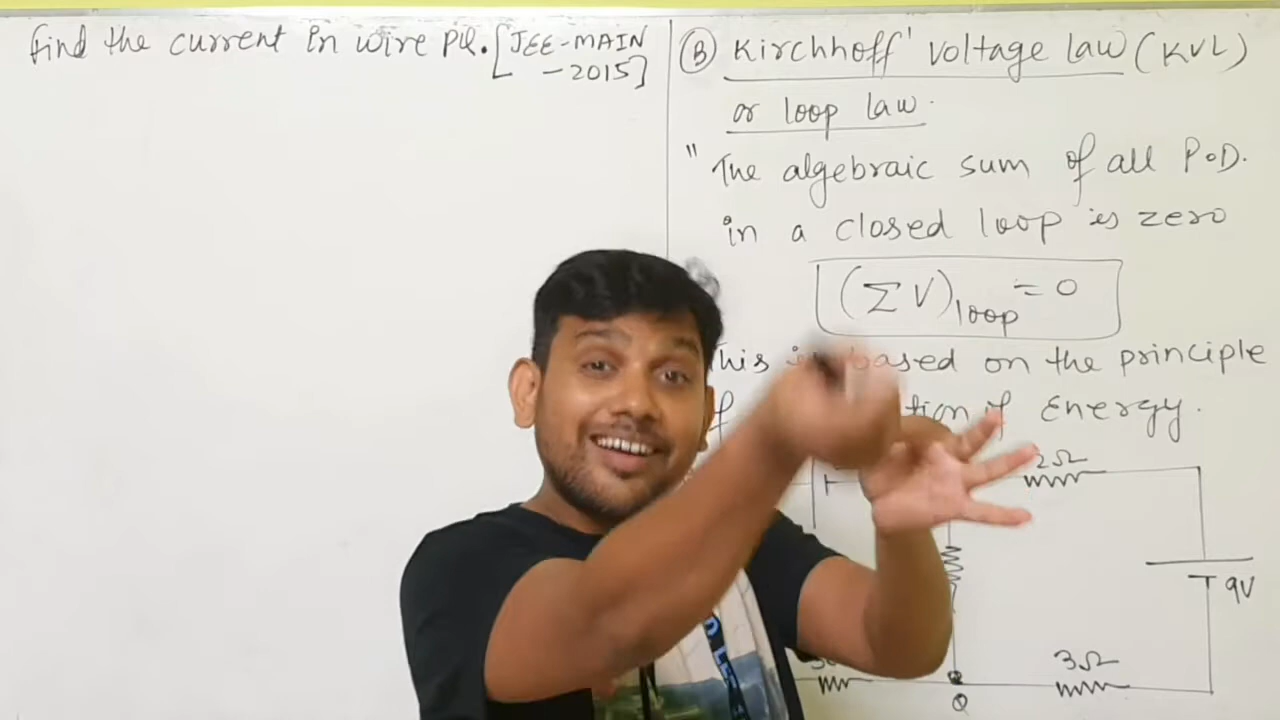 find the current in wire PQ. [JEE-MAIN
- 2015]
(B) Kirchhoff' voltage law (KVL)
or loop law.
"The algebraic sum of all P.D.
in a closed loop is zero
(ΣV)loop = 0
based on the principle
of Energy.
2Ω
9V
3Ω
Q